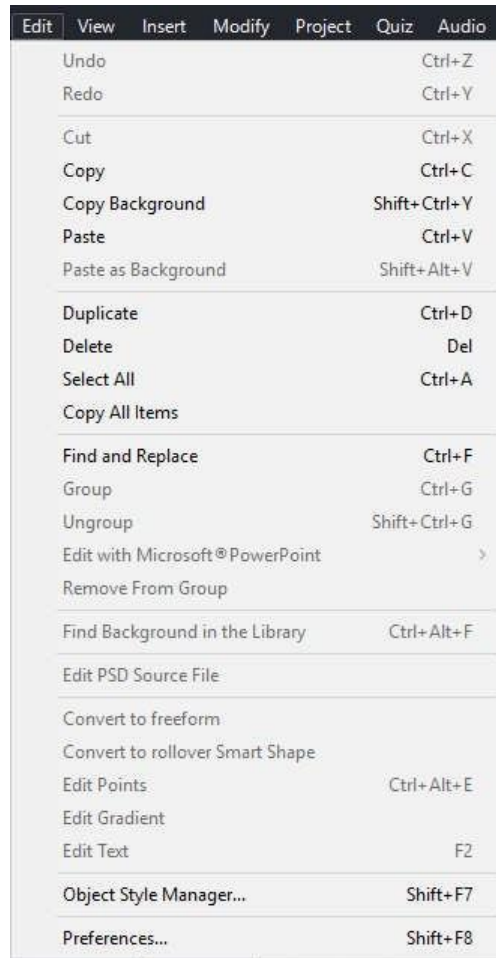 Edit View Insert Modify Project Quiz Audio
Undo Ctrl+Z
Redo Ctrl+Y
Cut Ctrl+X
Copy Ctrl+C
Copy Background Shift+Ctrl+Y
Paste Ctrl+V
Paste as Background Shift+Alt+V
Duplicate Ctrl+D
Delete Del
Select All Ctrl+A
Copy All Items
Find and Replace Ctrl+F
Group Ctrl+G
Ungroup Shift+Ctrl+G
Edit with Microsoft®PowerPoint >
Remove From Group
Find Background in the Library Ctrl+Alt+F
Edit PSD Source File
Convert to freeform
Convert to rollover Smart Shape
Edit Points Ctrl+Alt+E
Edit Gradient
Edit Text F2
Object Style Manager... Shift+F7
Preferences... Shift+F8